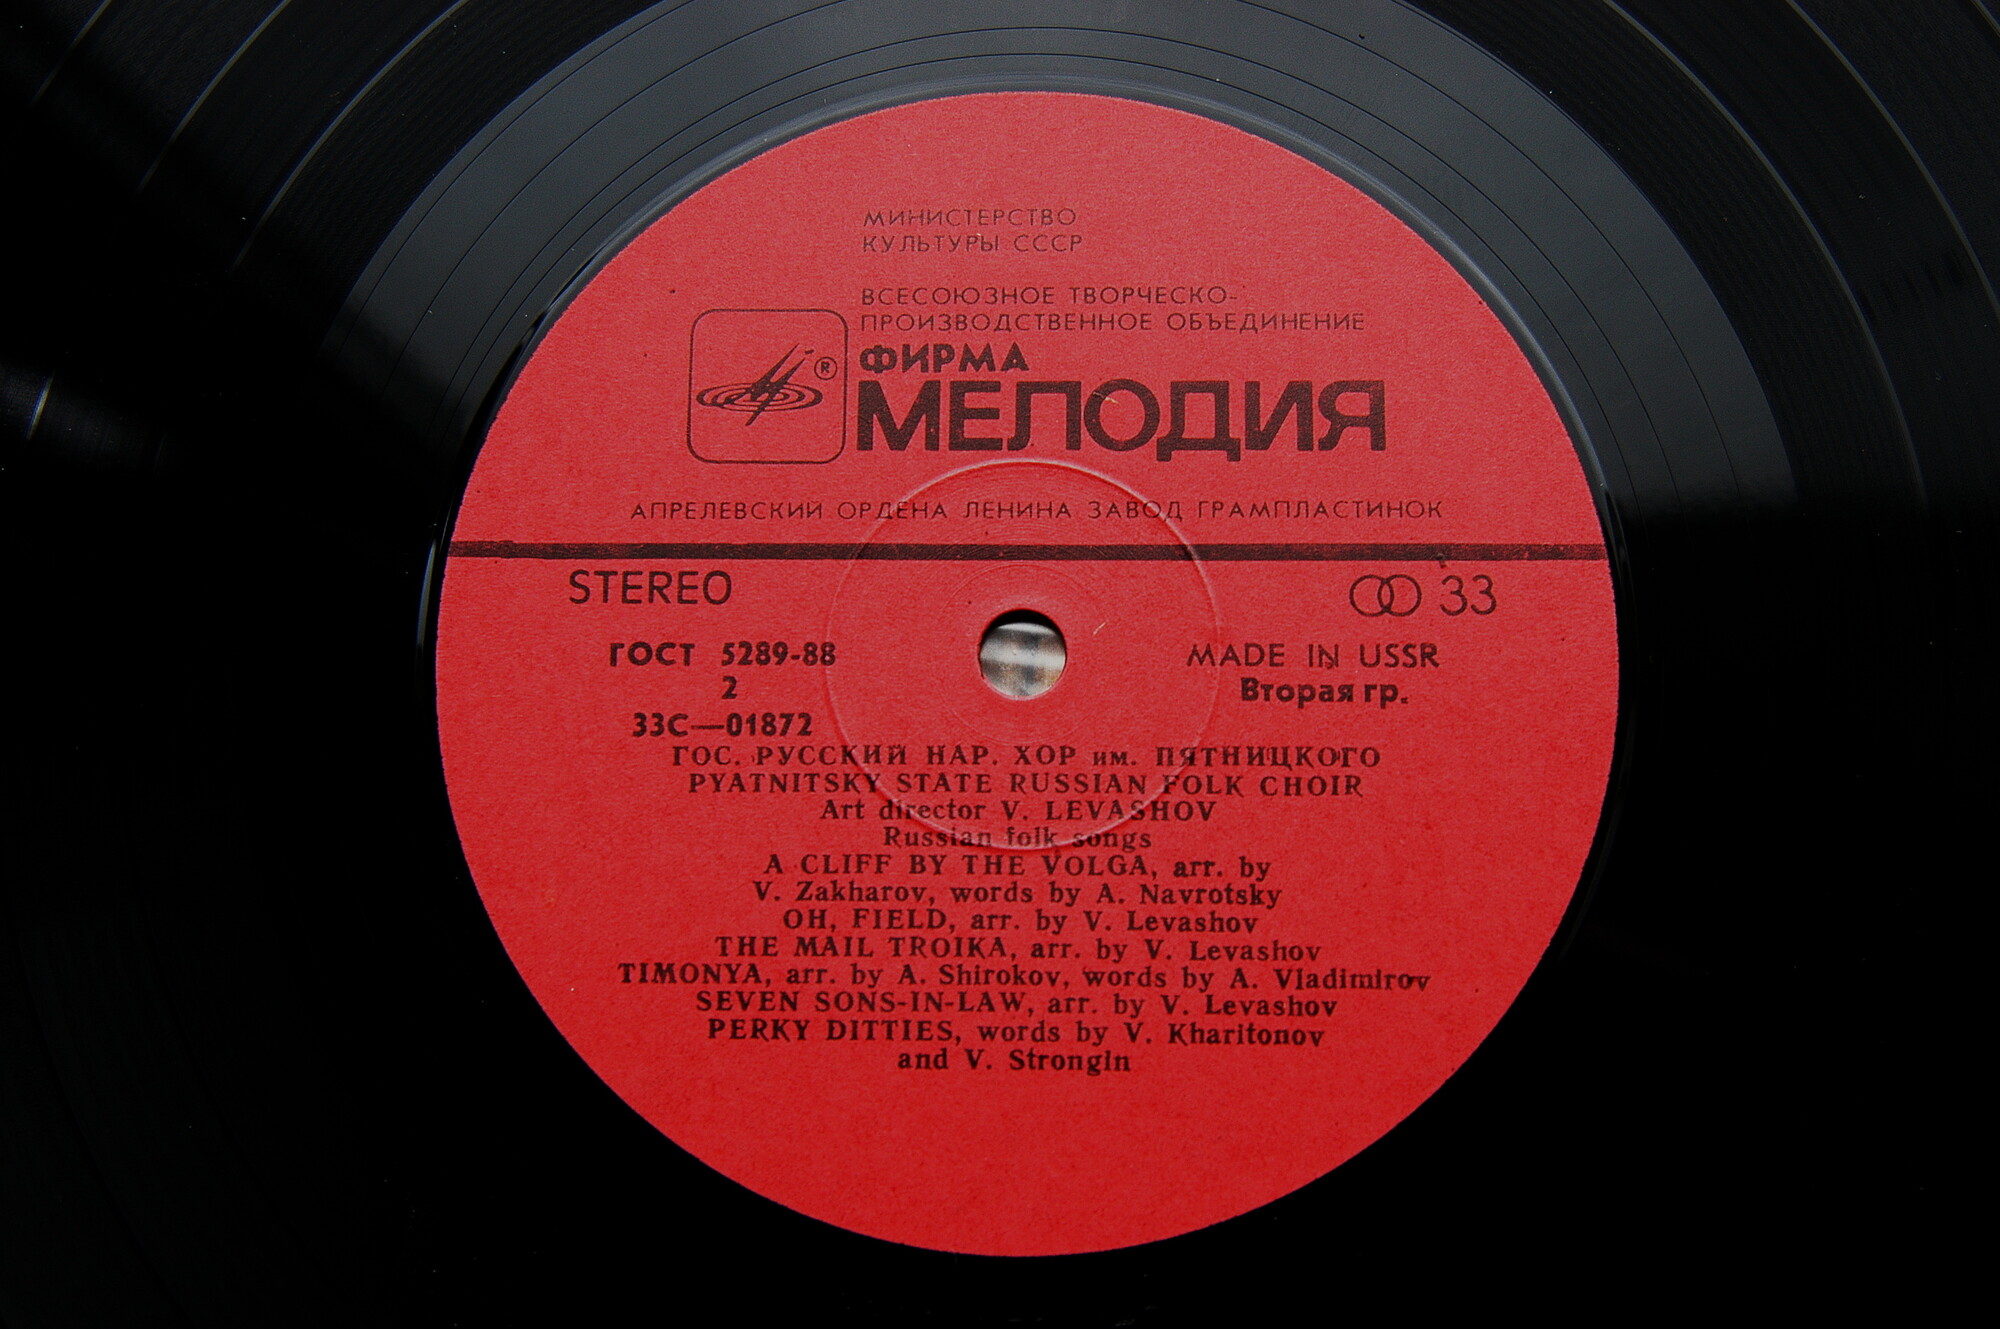 МИНИСТЕРСТВО
КУЛЬТУРЫ СССР
ВСЕСОЮЗНОЕ ТВОРЧЕСКО-
ПРОИЗВОДСТВЕННОЕ ОБЪЕДИНЕНИЕ
ФИРМА
®
МЕЛОДИЯ
АПРЕЛЕВСКИЙ ОРДЕНА ЛЕНИНА ЗАВОД ГРАМПЛАСТИНОК
STEREO
33
ГОСТ 5289-88
MADE IN USSR
2
Вторая гр.
33С—01872
ГОС. РУССКИЙ НАР. ХОР им. ПЯТНИЦКОГО
PYATNITSKY STATE RUSSIAN FOLK CHOIR
Art director V. LEVASHOV
Russian folk songs
A CLIFF BY THE VOLGA, arr. by
V. Zakharov, words by A. Navrotsky
OH, FIELD, arr. by V. Levashov
THE MAIL TROIKA, arr. by V. Levashov
TIMONYA, arr. by A. Shirokov, words by A. Vladimirov
SEVEN SONS-IN-LAW, arr. by V. Levashov
PERKY DITTIES, words by V. Kharitonov
and V. Strongin